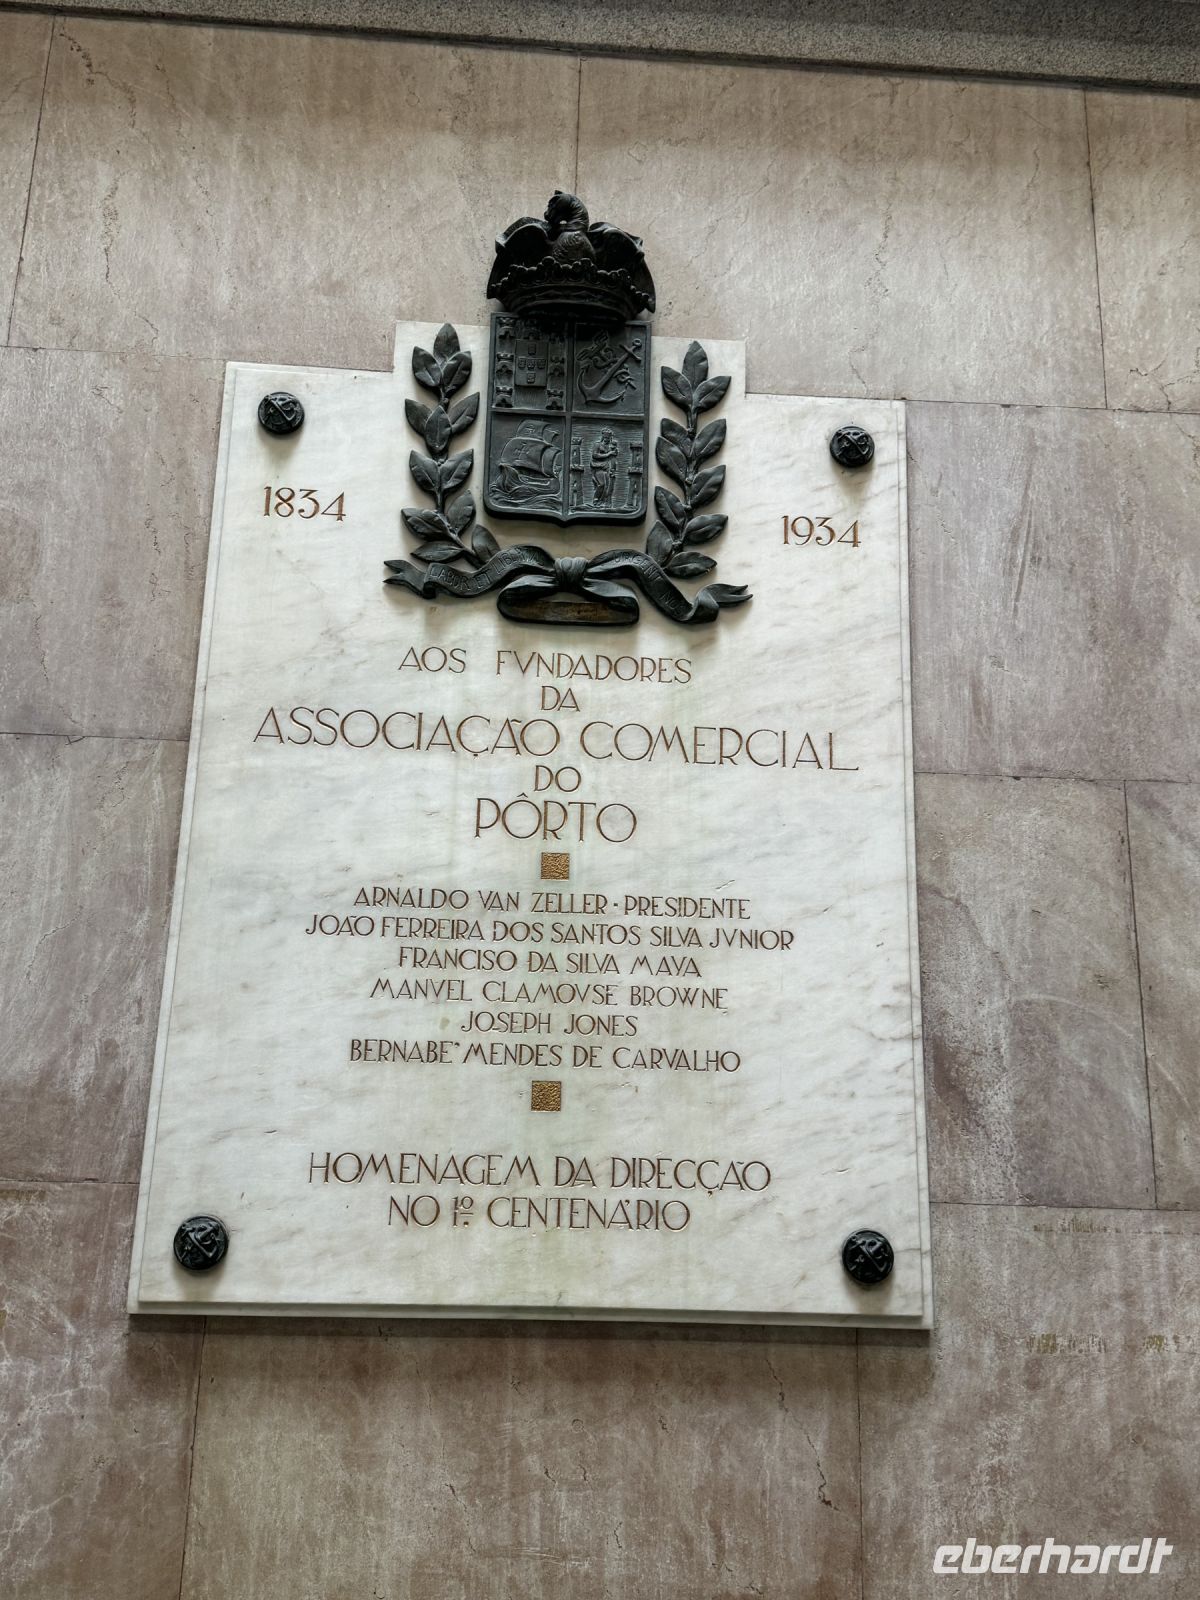 1834
1934
LABOR ET
AOS FVNDADORES
DA
ASSOCIAÇÃO COMERCIAL
DO
PÔRTO
ARNALDO VAN ZELLER · PRESIDENTE
JOÃO FERREIRA DOS SANTOS SILVA JVNIOR
FRANCISO DA SILVA MAYA
MANVEL CLAMOVSE BROWNE
JOSEPH JONES
BERNABE' MENDES DE CARVALHO
HOMENAGEM DA DIRECÇÃO
NO 1º CENTENÁRIO
eberhardt